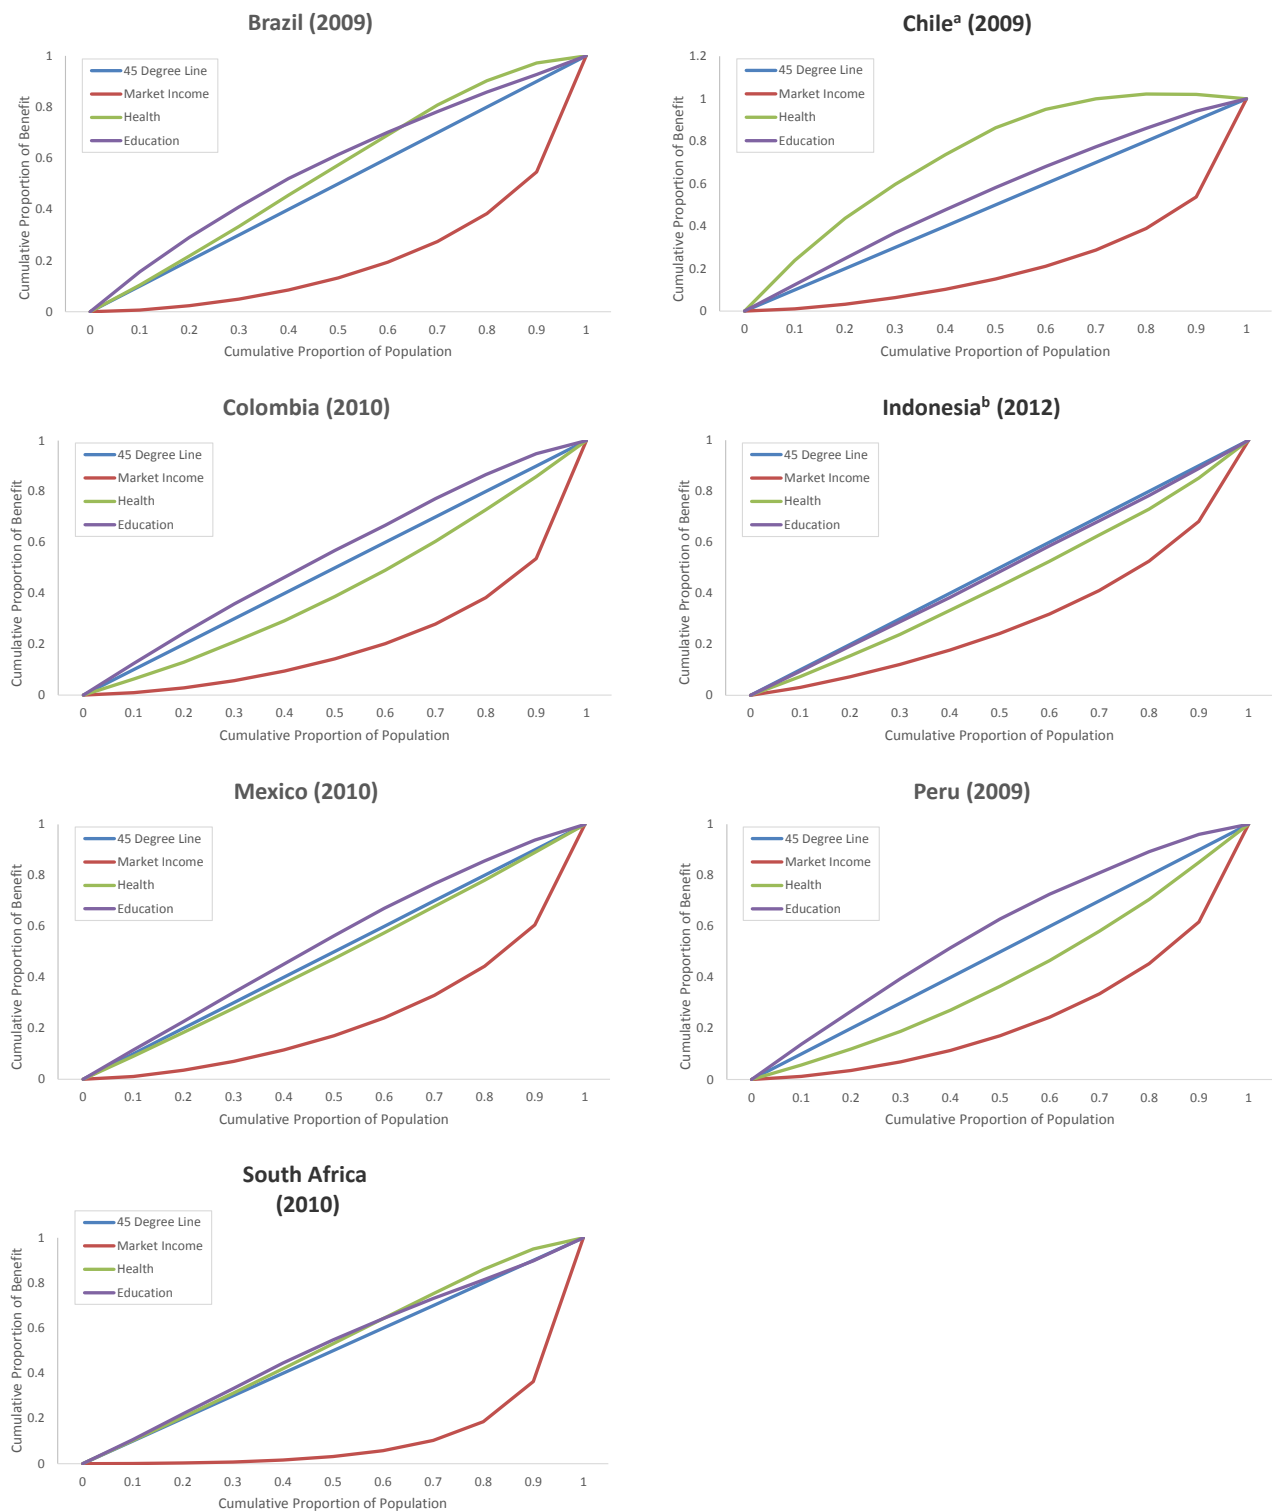 Brazil (2009)
45 Degree Line
Market Income
Health
Education
Cumulative Proportion of Benefit
1
0.8
0.6
0.4
0.2
0
0 0.1 0.2 0.3 0.4 0.5 0.6 0.7 0.8 0.9 1
Cumulative Proportion of Population
Chileᵃ (2009)
45 Degree Line
Market Income
Health
Education
Cumulative Proportion of Benefit
1.2
1
0.8
0.6
0.4
0.2
0
0 0.1 0.2 0.3 0.4 0.5 0.6 0.7 0.8 0.9 1
Cumulative Proportion of Population
Colombia (2010)
45 Degree Line
Market Income
Health
Education
Cumulative Proportion of Benefit
1
0.8
0.6
0.4
0.2
0
0 0.1 0.2 0.3 0.4 0.5 0.6 0.7 0.8 0.9 1
Cumulative Proportion of Population
Indonesiaᵇ (2012)
45 Degree Line
Market Income
Health
Education
Cumulative Proportion of Benefit
1
0.8
0.6
0.4
0.2
0
0 0.1 0.2 0.3 0.4 0.5 0.6 0.7 0.8 0.9 1
Cumulative Proportion of Population
Mexico (2010)
45 Degree Line
Market Income
Health
Education
Cumulative Proportion of Benefit
1
0.8
0.6
0.4
0.2
0
0 0.1 0.2 0.3 0.4 0.5 0.6 0.7 0.8 0.9 1
Cumulative Proportion of Population
Peru (2009)
45 Degree Line
Market Income
Health
Education
Cumulative Proportion of Benefit
1
0.8
0.6
0.4
0.2
0
0 0.1 0.2 0.3 0.4 0.5 0.6 0.7 0.8 0.9 1
Cumulative Proportion of Population
South Africa
(2010)
45 Degree Line
Market Income
Health
Education
Cumulative Proportion of Benefit
1
0.8
0.6
0.4
0.2
0
0 0.1 0.2 0.3 0.4 0.5 0.6 0.7 0.8 0.9 1
Cumulative Proportion of Population